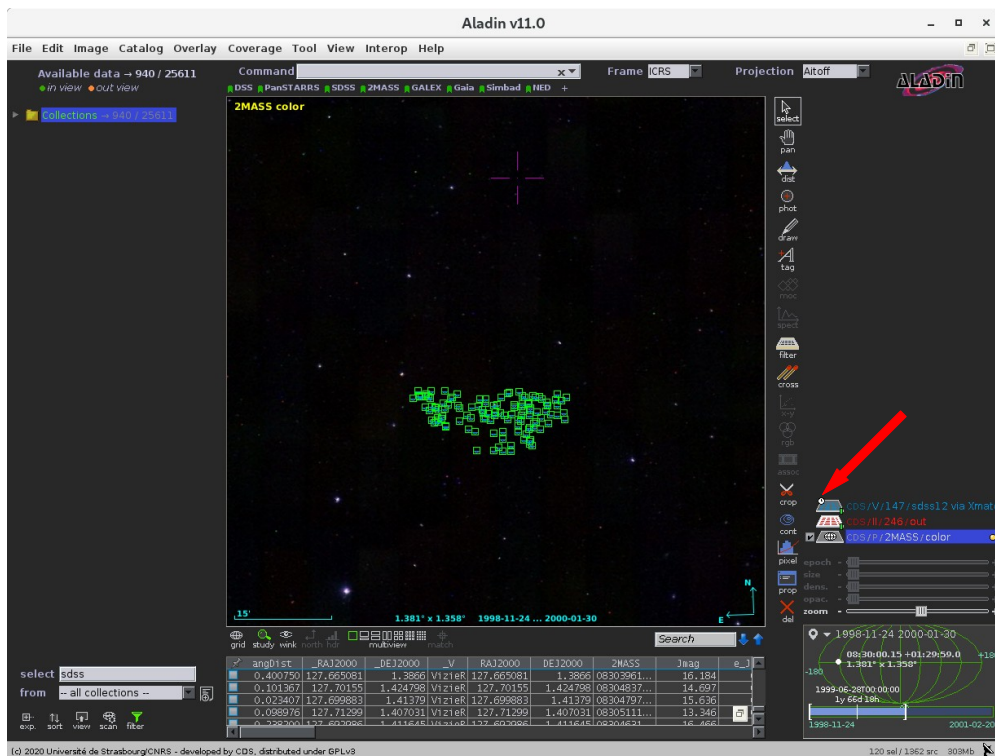 Aladin v11.0
File Edit Image Catalog Overlay Coverage Tool View Interop Help
Available data → 940 / 25611
in view out view
Command
Frame ICRS
Projection Aitoff
ALADIN
DSS PanSTARRS SDSS 2MASS GALEX Gaia Simbad NED +
Collections → 940 / 25611
2MASS color
select
pan
dist
phot
draw
tag
moc
spect
filter
cross
x-y
rgb
assoc
crop
cont
pixel
prop
del
CDS/V/147/sdss12 via Xmat
CDS/II/246/out
CDS/P/2MASS/color
epoch
size
dens.
opac.
zoom
N
E
15'
1.381° x 1.358° 1998-11-24 ... 2000-01-30
grid study wink north hdr multiview match
Search
1998-11-24 2000-01-30
08:30:00.15 +01:29:59.0
1.381° x 1.358°
-180
+180
1999-06-28T00:00:00
1y 66d 18h
1998-11-24 2001-02-20
select sdss
from -- all collections --
exp. sort view scan filter
angDist _RAJ2000 _DEJ2000 _V RAJ2000 DEJ2000 2MASS Jmag e_J
0.400750 127.665081 1.3866 VizieR 127.665081 1.3866 08303961... 16.184
0.101367 127.70155 1.424798 VizieR 127.70155 1.424798 08304837... 14.697
0.023407 127.699883 1.41379 VizieR 127.699883 1.41379 08304797... 15.636
0.098976 127.71299 1.407031 VizieR 127.71299 1.407031 08305111... 13.346
(c) 2020 Université de Strasbourg/CNRS - developed by CDS, distributed under GPLv3
120 sel / 1362 src 303Mb